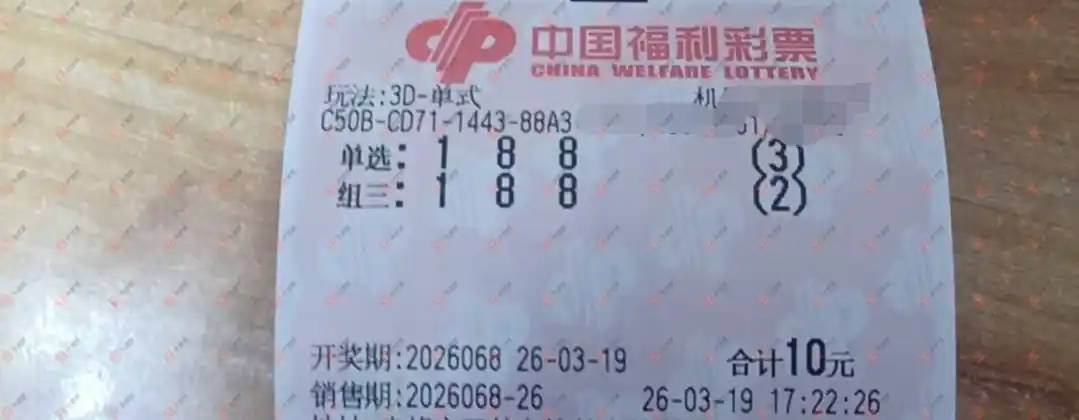 中国福利彩票
CHINA WELFARE LOTTERY
玩法:3D-单式 机
C50B-CD71-1443-88A3
单选: 1 8 8 (3)
组三: 1 8 8 (2)
开奖期:2026068 26-03-19 合计10元
销售期:2026068-26 26-03-19 17:22:26